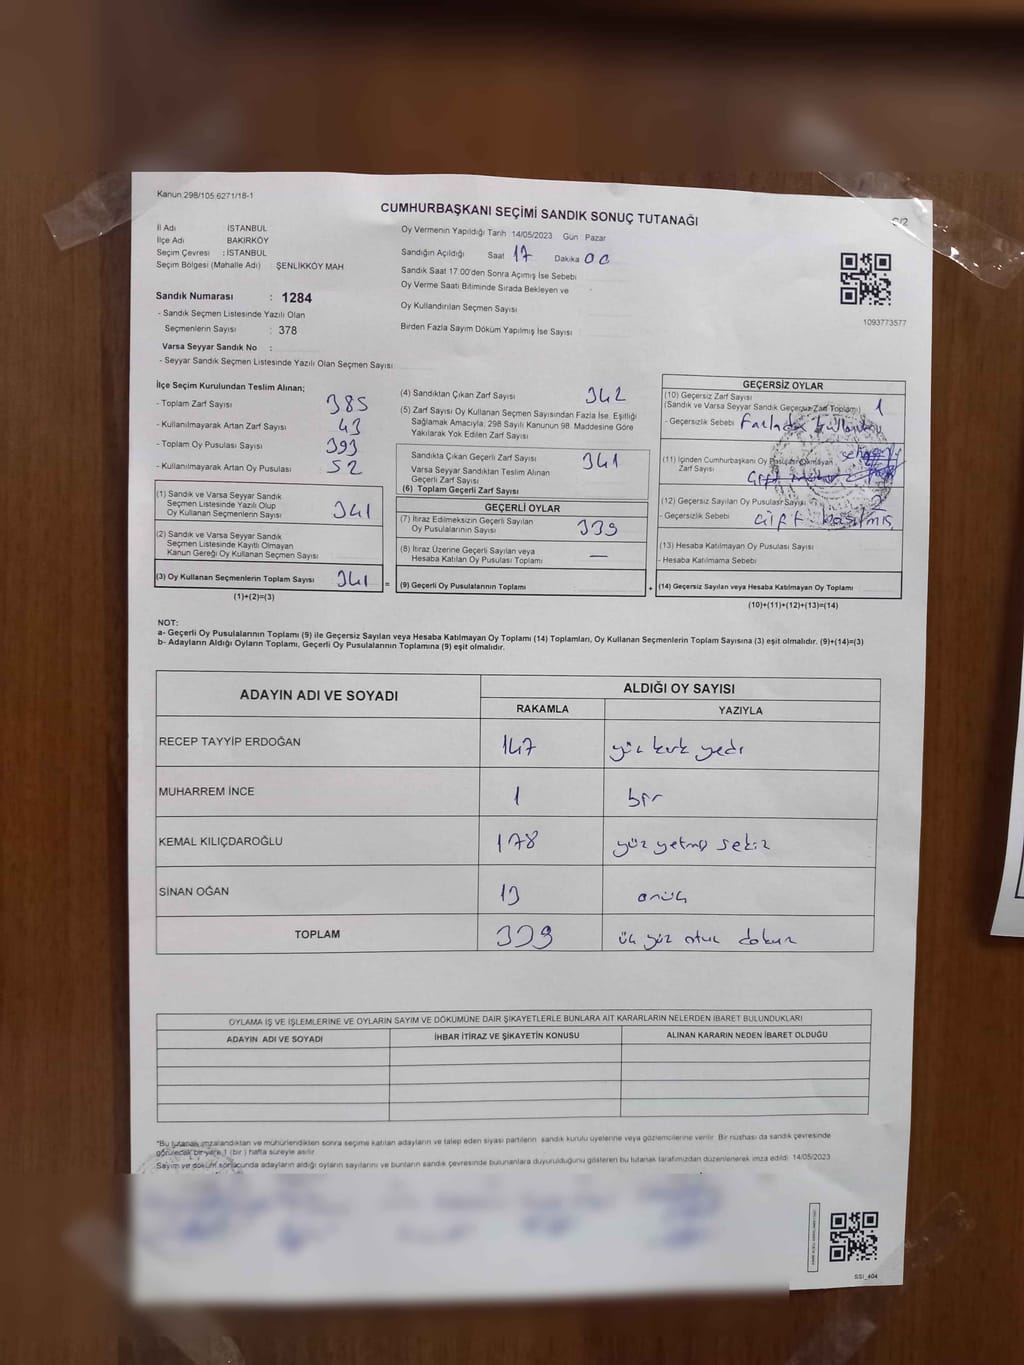 Kanun:298/105,6271/18-1
CUMHURBAŞKANI SEÇİMİ SANDIK SONUÇ TUTANAĞI
İl Adı İSTANBUL
İlçe Adı BAKIRKÖY
Seçim Çevresi : İSTANBUL
Seçim Bölgesi (Mahalle Adı) : ŞENLİKKÖY MAH
Sandık Numarası : 1284
- Sandık Seçmen Listesinde Yazılı Olan
Seçmenlerin Sayısı : 378
Varsa Seyyar Sandık No :
- Seyyar Sandık Seçmen Listesinde Yazılı Olan Seçmen Sayısı
Oy Vermenin Yapıldığı Tarih : 14/05/2023 Gün : Pazar
Sandığın Açıldığı Saat 17 Dakika 00
Sandık Saat 17.00'den Sonra Açımış İse Sebebi
Oy Verme Saati Bitiminde Sırada Bekleyen ve
Oy Kullandırılan Seçmen Sayısı
Birden Fazla Sayım Döküm Yapılmış İse Sayısı
1093773577
İlçe Seçim Kurulundan Teslim Alınan;
- Toplam Zarf Sayısı 385
- Kullanılmayarak Artan Zarf Sayısı 43
- Toplam Oy Pusulası Sayısı 393
- Kullanılmayarak Artan Oy Pusulası 52
(1) Sandık ve Varsa Seyyar Sandık
Seçmen Listesinde Yazılı Olup
Oy Kullanan Seçmenlerin Sayısı 341
(2) Sandık ve Varsa Seyyar Sandık
Seçmen Listesinde Kayıtlı Olmayan
Kanun Gereği Oy Kullanan Seçmen Sayısı
(3) Oy Kullanan Seçmenlerin Toplam Sayısı 341 =
(1)+(2)=(3)
(4) Sandıktan Çıkan Zarf Sayısı 342
(5) Zarf Sayısı Oy Kullanan Seçmen Sayısından Fazla İse, Eşitliği
Sağlamak Amacıyla; 298 Sayılı Kanunun 98. Maddesine Göre
Yakılarak Yok Edilen Zarf Sayısı
Sandıkta Çıkan Geçerli Zarf Sayısı 341
Varsa Seyyar Sandıktan Teslim Alınan
Geçerli Zarf Sayısı
(6) Toplam Geçerli Zarf Sayısı
GEÇERLİ OYLAR
(7) İtiraz Edilmeksizin Geçerli Sayılan
Oy Pusulalarının Sayısı 339
(8) İtiraz Üzerine Geçerli Sayılan veya
Hesaba Katılan Oy Pusulası Toplamı —
(9) Geçerli Oy Pusulalarının Toplamı +
GEÇERSİZ OYLAR
(10) Geçersiz Zarf Sayısı
(Sandık ve Varsa Seyyar Sandık Geçersiz Zarf Toplamı) 1
- Geçersizlik Sebebi Fazladan
(11) İçinden Cumhurbaşkanı Oy Pusulası Çıkmayan
Zarf Sayısı
(12) Geçersiz Sayılan Oy Pusulası Sayısı 2
- Geçersizlik Sebebi çift basılmış
(13) Hesaba Katılmayan Oy Pusulası Sayısı
- Hesaba Katılmama Sebebi
(14) Geçersiz Sayılan veya Hesaba Katılmayan Oy Toplamı
(10)+(11)+(12)+(13)=(14)
NOT:
a- Geçerli Oy Pusulalarının Toplamı (9) ile Geçersiz Sayılan veya Hesaba Katılmayan Oy Toplamı (14) Toplamları, Oy Kullanan Seçmenlerin Toplam Sayısına (3) eşit olmalıdır. (9)+(14)=(3)
b- Adayların Aldığı Oyların Toplamı, Geçerli Oy Pusulalarının Toplamına (9) eşit olmalıdır.
ADAYIN ADI VE SOYADI ALDIĞI OY SAYISI
RAKAMLA YAZIYLA
RECEP TAYYİP ERDOĞAN 147 yüz kırk yedi
MUHARREM İNCE 1 bir
KEMAL KILIÇDAROĞLU 178 yüz yetmiş sekiz
SİNAN OĞAN 13 onüç
TOPLAM 339 üç yüz otuz dokuz
OYLAMA İŞ VE İŞLEMLERİNE VE OYLARIN SAYIM VE DÖKÜMÜNE DAİR ŞİKAYETLERLE BUNLARA AİT KARARLARIN NELERDEN İBARET BULUNDUKLARI
ADAYIN ADI VE SOYADI İHBAR İTİRAZ VE ŞİKAYETİN KONUSU ALINAN KARARIN NEDEN İBARET OLDUĞU
*Bu tutanak imzalandıktan ve mühürlendikten sonra seçime katılan adayların ve talep eden siyasi partilerin sandık kurulu üyelerine veya gözlemcilerine verilir. Bir nüshası da sandık çevresinde
görülecek bir yere 1 (bir) hafta süreyle asılır.
Sayım ve döküm sonucunda adayların aldığı oyların sayılarını ve bunların sandık çevresinde bulunanlara duyurulduğunu gösteren bu tutanak tarafımızdan düzenlenerek imza edildi. 14/05/2023
SSI_404